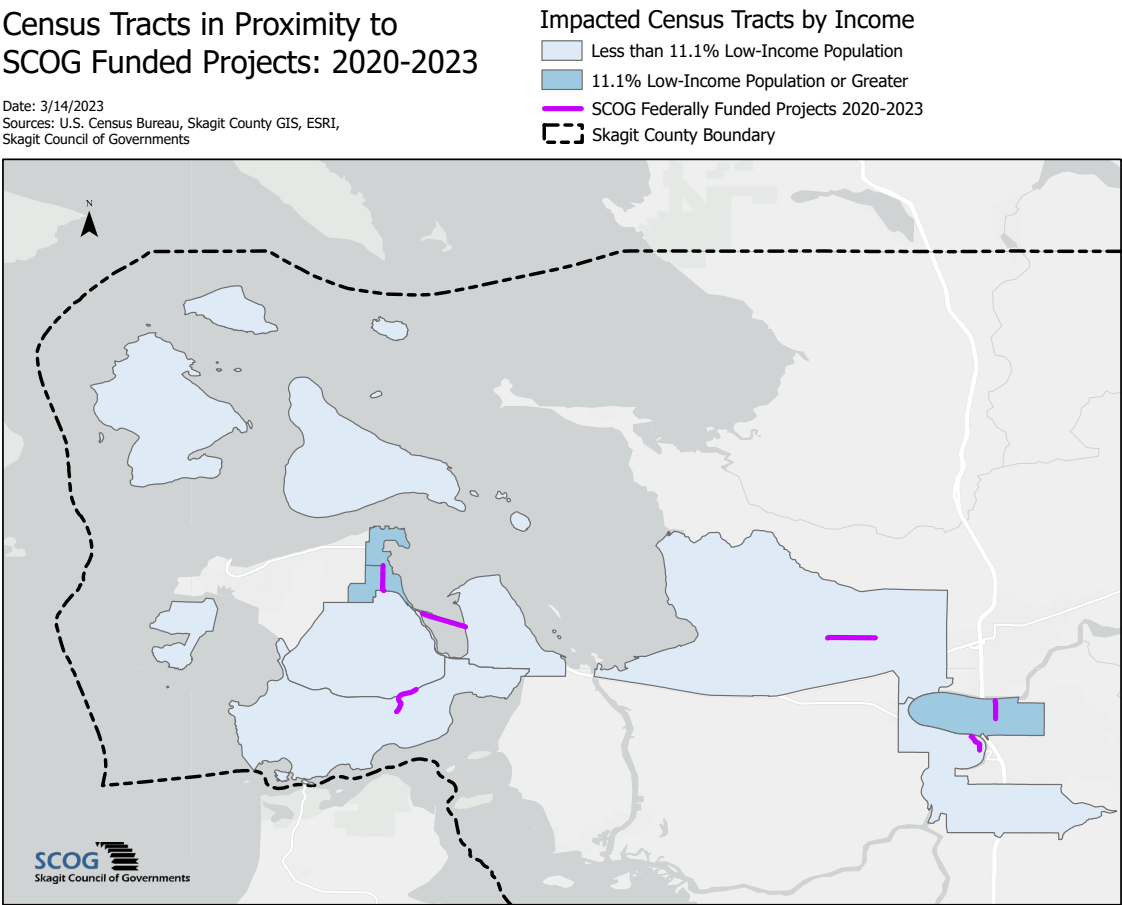 Census Tracts in Proximity to
SCOG Funded Projects: 2020-2023
Date: 3/14/2023
Sources: U.S. Census Bureau, Skagit County GIS, ESRI,
Skagit Council of Governments
Impacted Census Tracts by Income
Less than 11.1% Low-Income Population
11.1% Low-Income Population or Greater
SCOG Federally Funded Projects 2020-2023
Skagit County Boundary
N
SCOG
Skagit Council of Governments